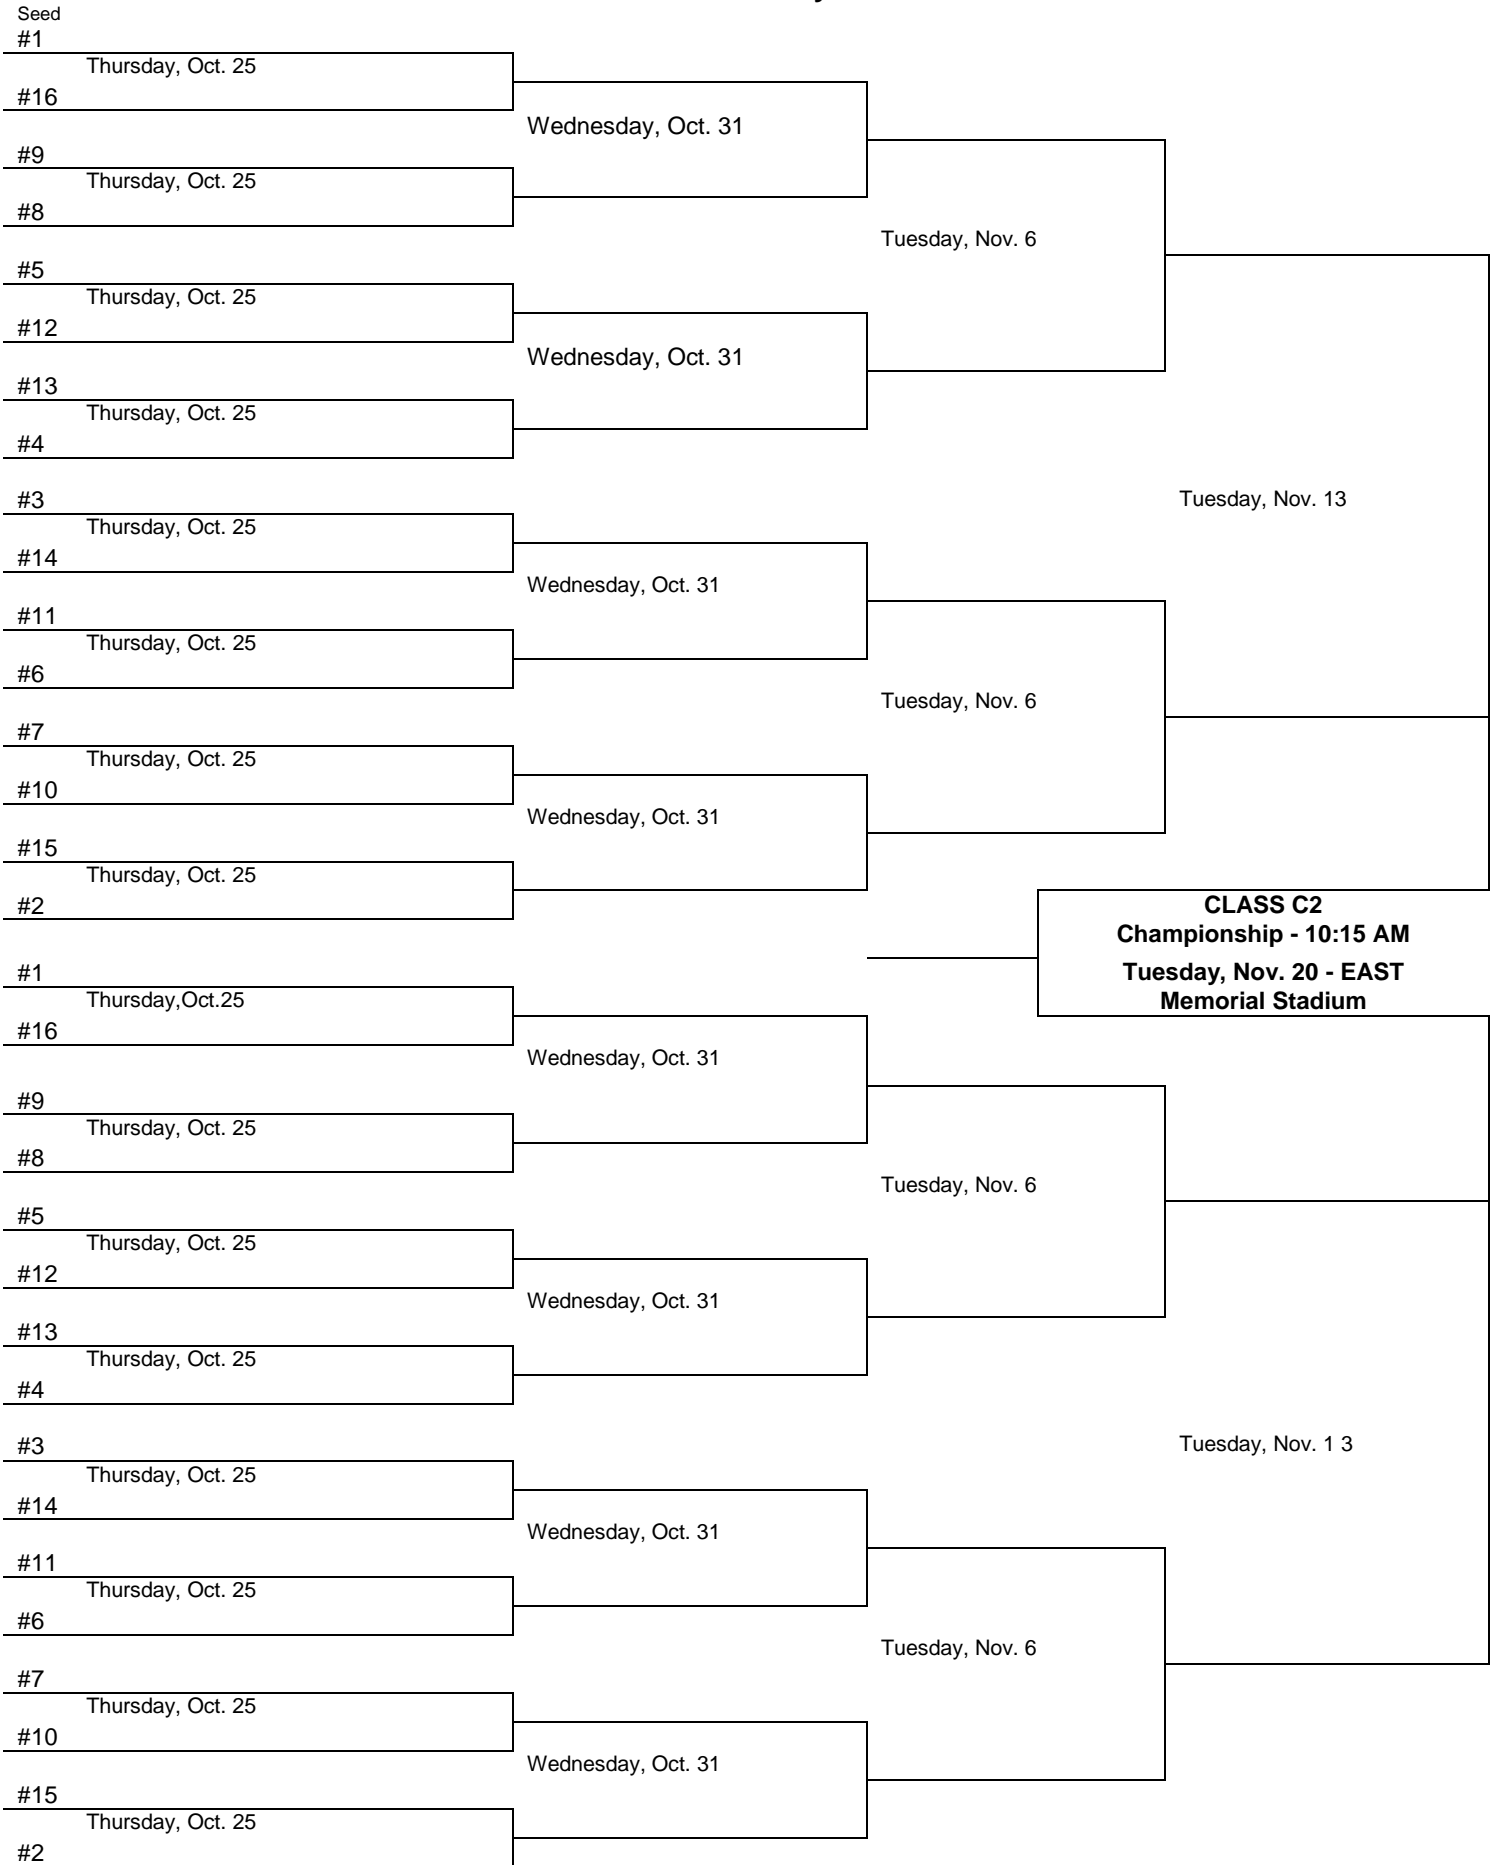 Seed
#1
Thursday, Oct. 25
#16
Wednesday, Oct. 31
#9
Thursday, Oct. 25
#8
Tuesday, Nov. 6
#5
Thursday, Oct. 25
#12
Wednesday, Oct. 31
#13
Thursday, Oct. 25
#4
#3
Tuesday, Nov. 13
Thursday, Oct. 25
#14
Wednesday, Oct. 31
#11
Thursday, Oct. 25
#6
Tuesday, Nov. 6
#7
Thursday, Oct. 25
#10
Wednesday, Oct. 31
#15
Thursday, Oct. 25
#2
CLASS C2
Championship - 10:15 AM
Tuesday, Nov. 20 - EAST
Memorial Stadium
#1
Thursday,Oct.25
#16
Wednesday, Oct. 31
#9
Thursday, Oct. 25
#8
Tuesday, Nov. 6
#5
Thursday, Oct. 25
#12
Wednesday, Oct. 31
#13
Thursday, Oct. 25
#4
#3
Tuesday, Nov. 1 3
Thursday, Oct. 25
#14
Wednesday, Oct. 31
#11
Thursday, Oct. 25
#6
Tuesday, Nov. 6
#7
Thursday, Oct. 25
#10
Wednesday, Oct. 31
#15
Thursday, Oct. 25
#2